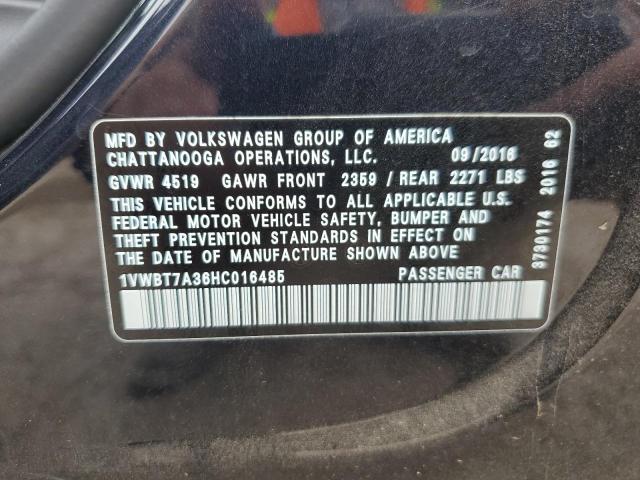 MFD BY VOLKSWAGEN GROUP OF AMERICA
CHATTANOOGA OPERATIONS, LLC. 09/2016
GVWR 4519 GAWR FRONT 2359 / REAR 2271 LBS
THIS VEHICLE CONFORMS TO ALL APPLICABLE U.S.
FEDERAL MOTOR VEHICLE SAFETY, BUMPER AND
THEFT PREVENTION STANDARDS IN EFFECT ON
THE DATE OF MANUFACTURE SHOWN ABOVE
1VWBT7A36HC016485 PASSENGER CAR
3730174 2016 62